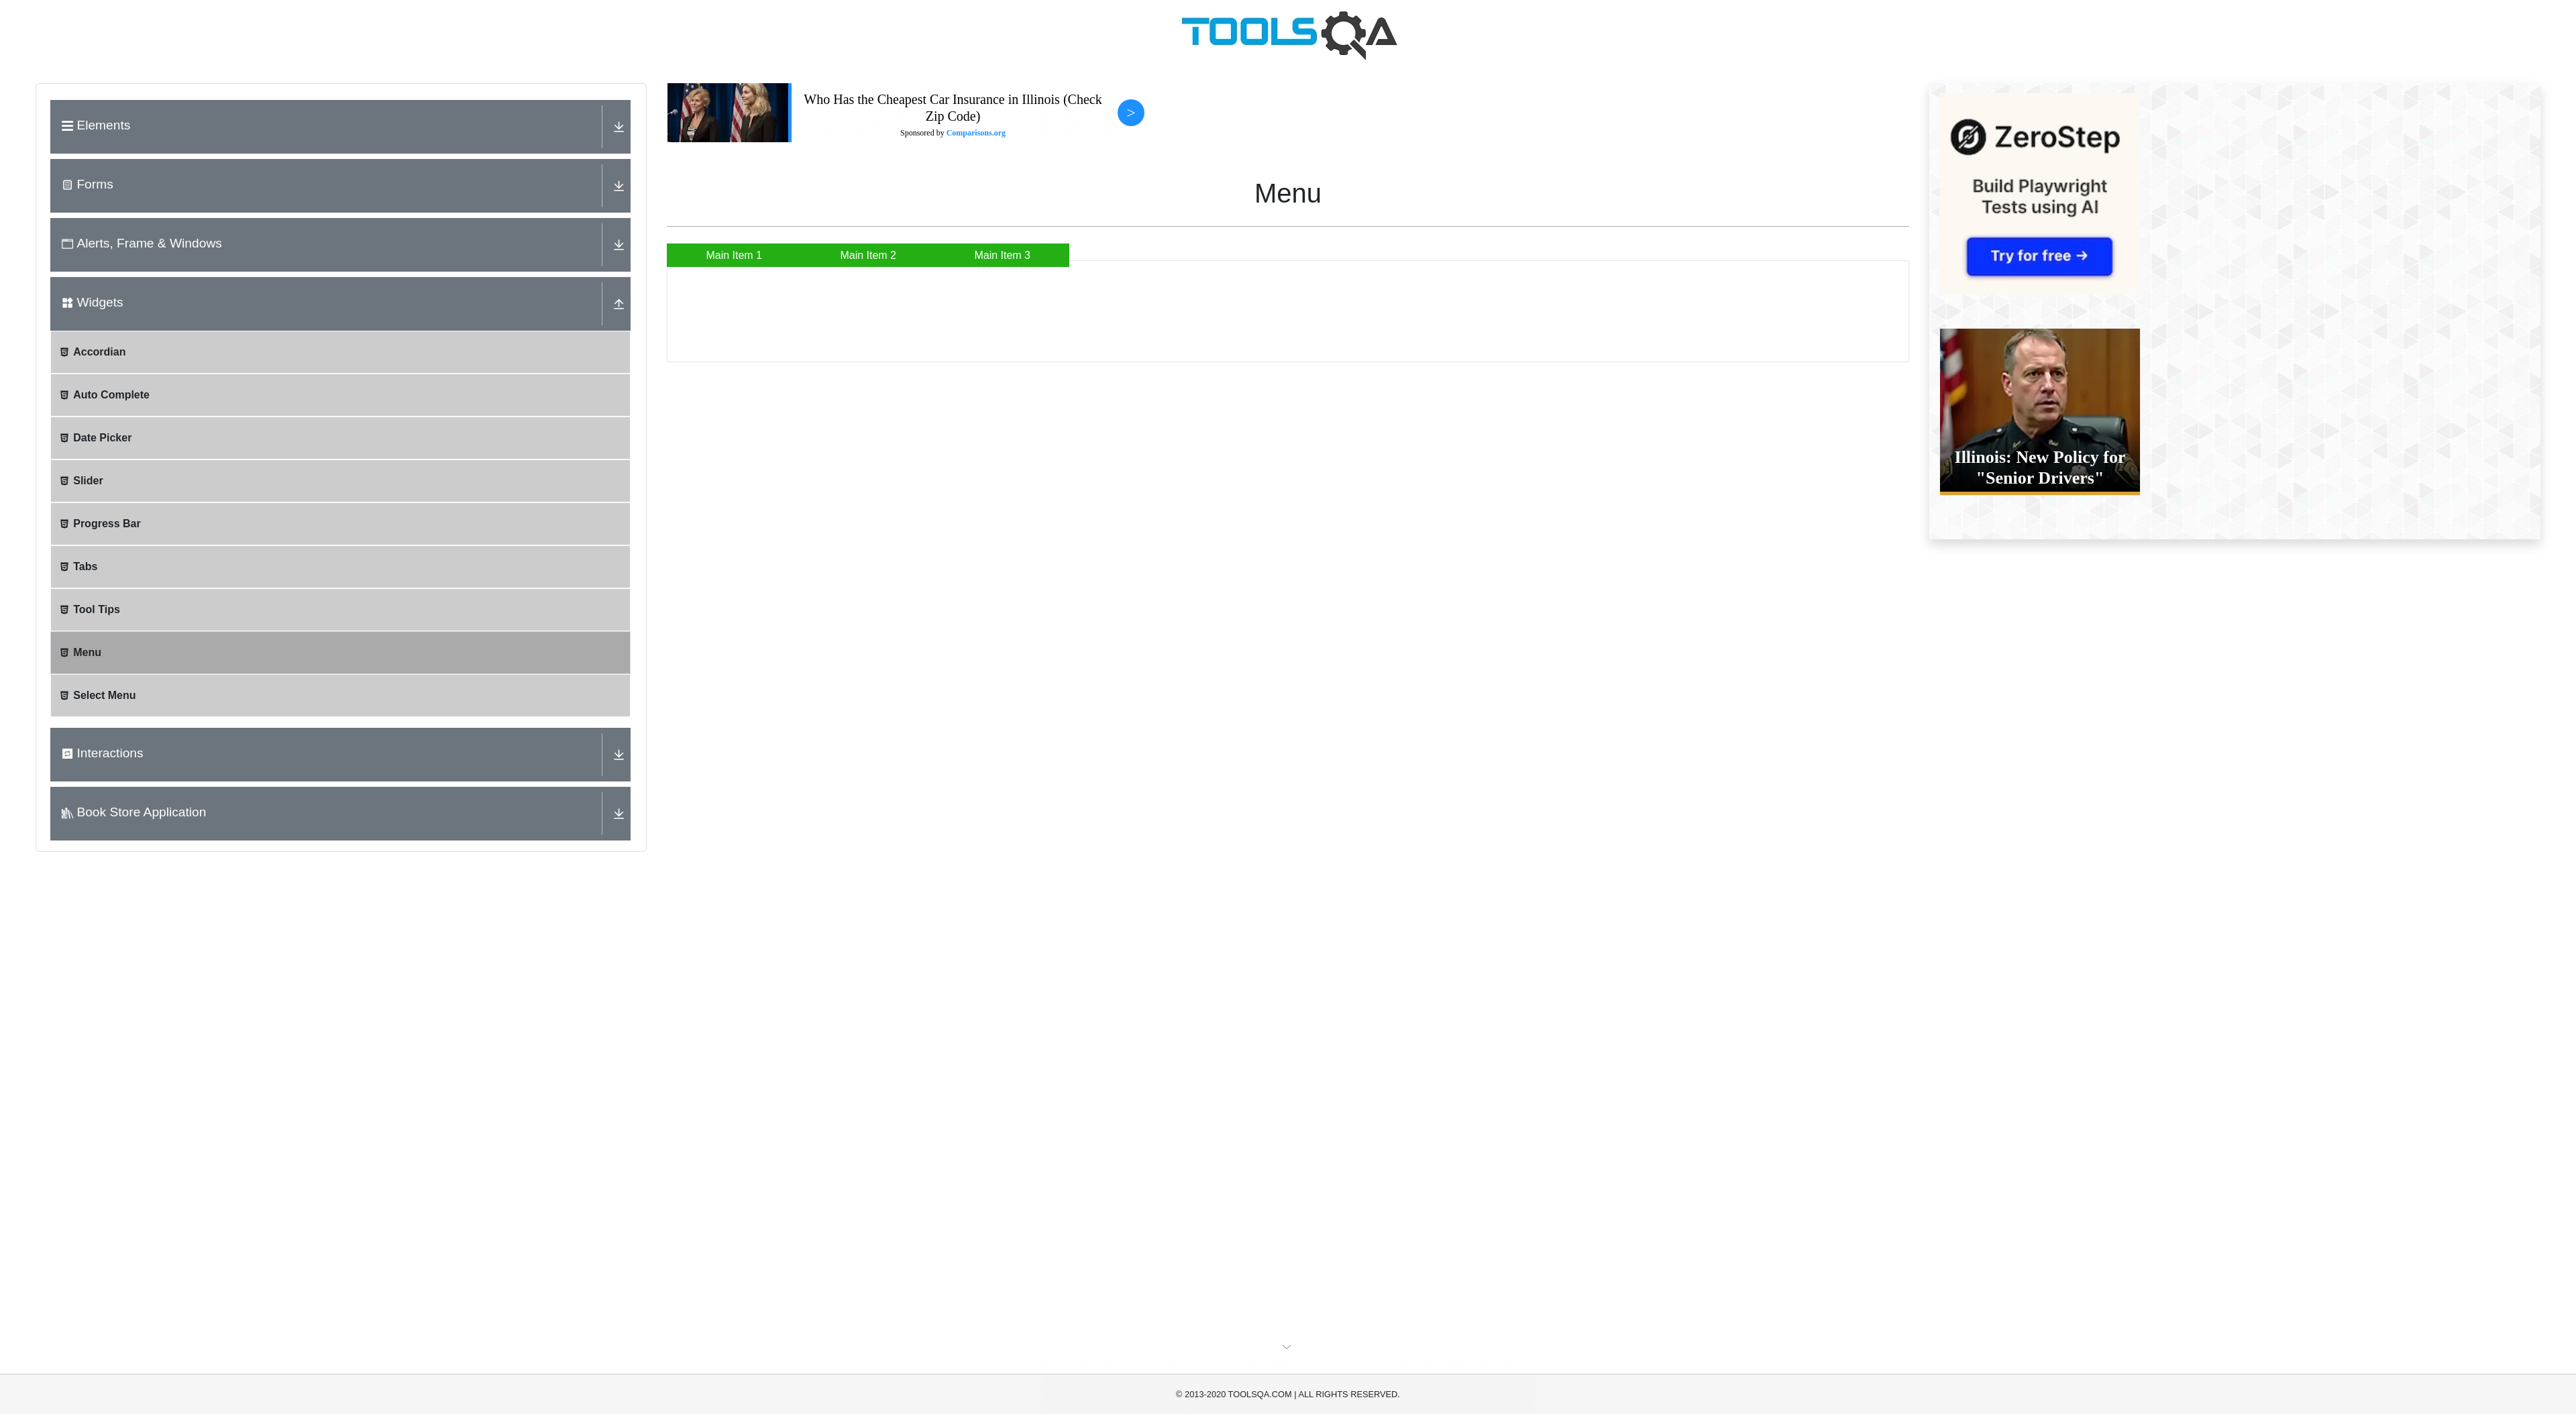 TOOLSQA
Elements
Forms
Alerts, Frame & Windows
Widgets
Accordian
Auto Complete
Date Picker
Slider
Progress Bar
Tabs
Tool Tips
Menu
Select Menu
Interactions
Book Store Application
Who Has the Cheapest Car Insurance in Illinois (Check
Zip Code)
Sponsored by Comparisons.org
>
Menu
Main Item 1 Main Item 2 Main Item 3
ZeroStep
Build Playwright
Tests using AI
Try for free →
Illinois: New Policy for
"Senior Drivers"
© 2013-2020 TOOLSQA.COM | ALL RIGHTS RESERVED.